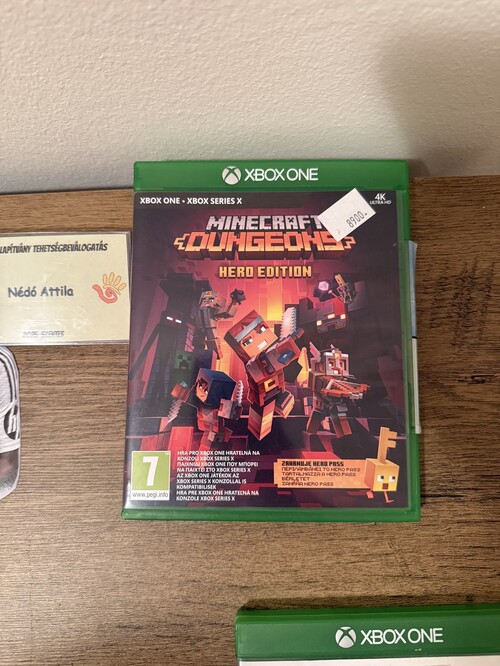 XBOX ONE
XBOX ONE • XBOX SERIES X
4K
ULTRA HD
8900.-
MINECRAFT
DUNGEONS
HERO EDITION
LAPÍTVÁNY TEHETSÉGBEVÁLOGATÁS
Nédó Attila
HRA PRO XBOX ONE HRATELNÁ NA
KONZOLI XBOX SERIES X
ΠΑΙΧΝΙΔΙ XBOX ONE ΠΟΥ ΜΠΟΡΕΙ
ΝΑ ΠΑΙΧΤΕΙ ΣΤΟ XBOX SERIES X
AZ XBOX ONE JÁTÉKOK AZ
XBOX SERIES X KONZOLLAL IS
KOMPATIBILISEK
HRA PRE XBOX ONE HRATEĽNÁ NA
KONZOLE XBOX SERIES X
7
www.pegi.info
ZAHRNUJE HERO PASS
ΠΕΡΙΛΑΜΒΑΝΕΙ ΤΟ HERO PASS
TARTALMAZZA A HERO PASS
BÉRLETET
ZAHŔŇA HERO PASS
XBOX ONE